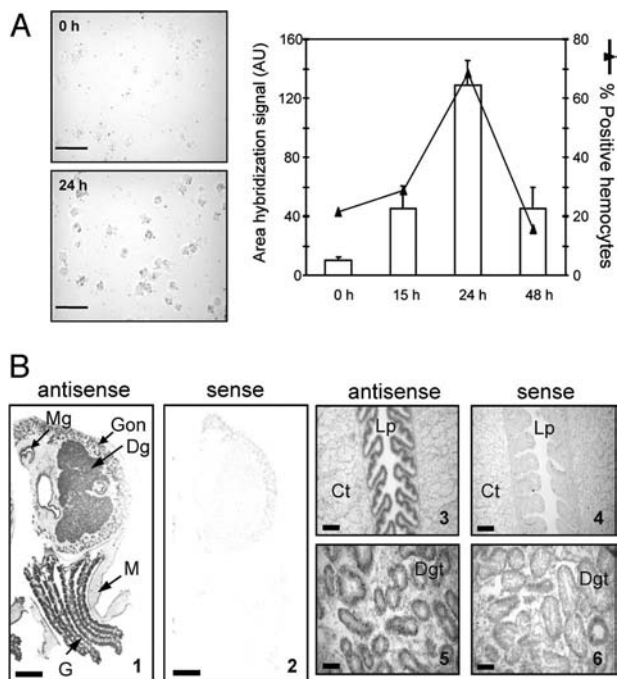 A
0 h
24 h
Area hybridization signal (AU)
160
120
80
40
0
80
60
40
20
0
% Positive hemocytes
0 h 15 h 24 h 48 h
B
antisense sense antisense sense
Mg
Gon
Dg
M
G
1
2
Lp
Ct
3
Lp
Ct
4
Dgt
5
Dgt
6